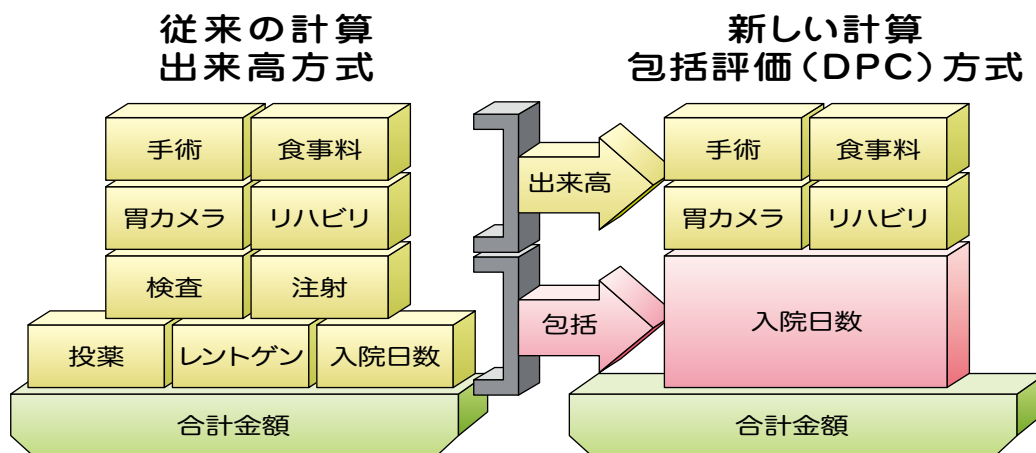 従来の計算
出来高方式
手術
食事料
胃カメラ
リハビリ
検査
注射
投薬
レントゲン
入院日数
合計金額
出来高
包括
新しい計算
包括評価(DPC)方式
手術
食事料
胃カメラ
リハビリ
入院日数
合計金額